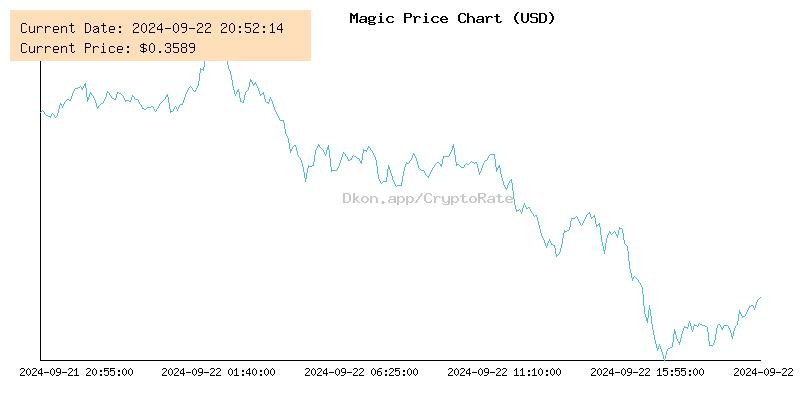 Magic Price Chart (USD)
Current Date: 2024-09-22 20:52:14
Current Price: $0.3589
Dkon.app/CryptoRate
2024-09-21 20:55:00 2024-09-22 01:40:00 2024-09-22 06:25:00 2024-09-22 11:10:00 2024-09-22 15:55:00 2024-09-22